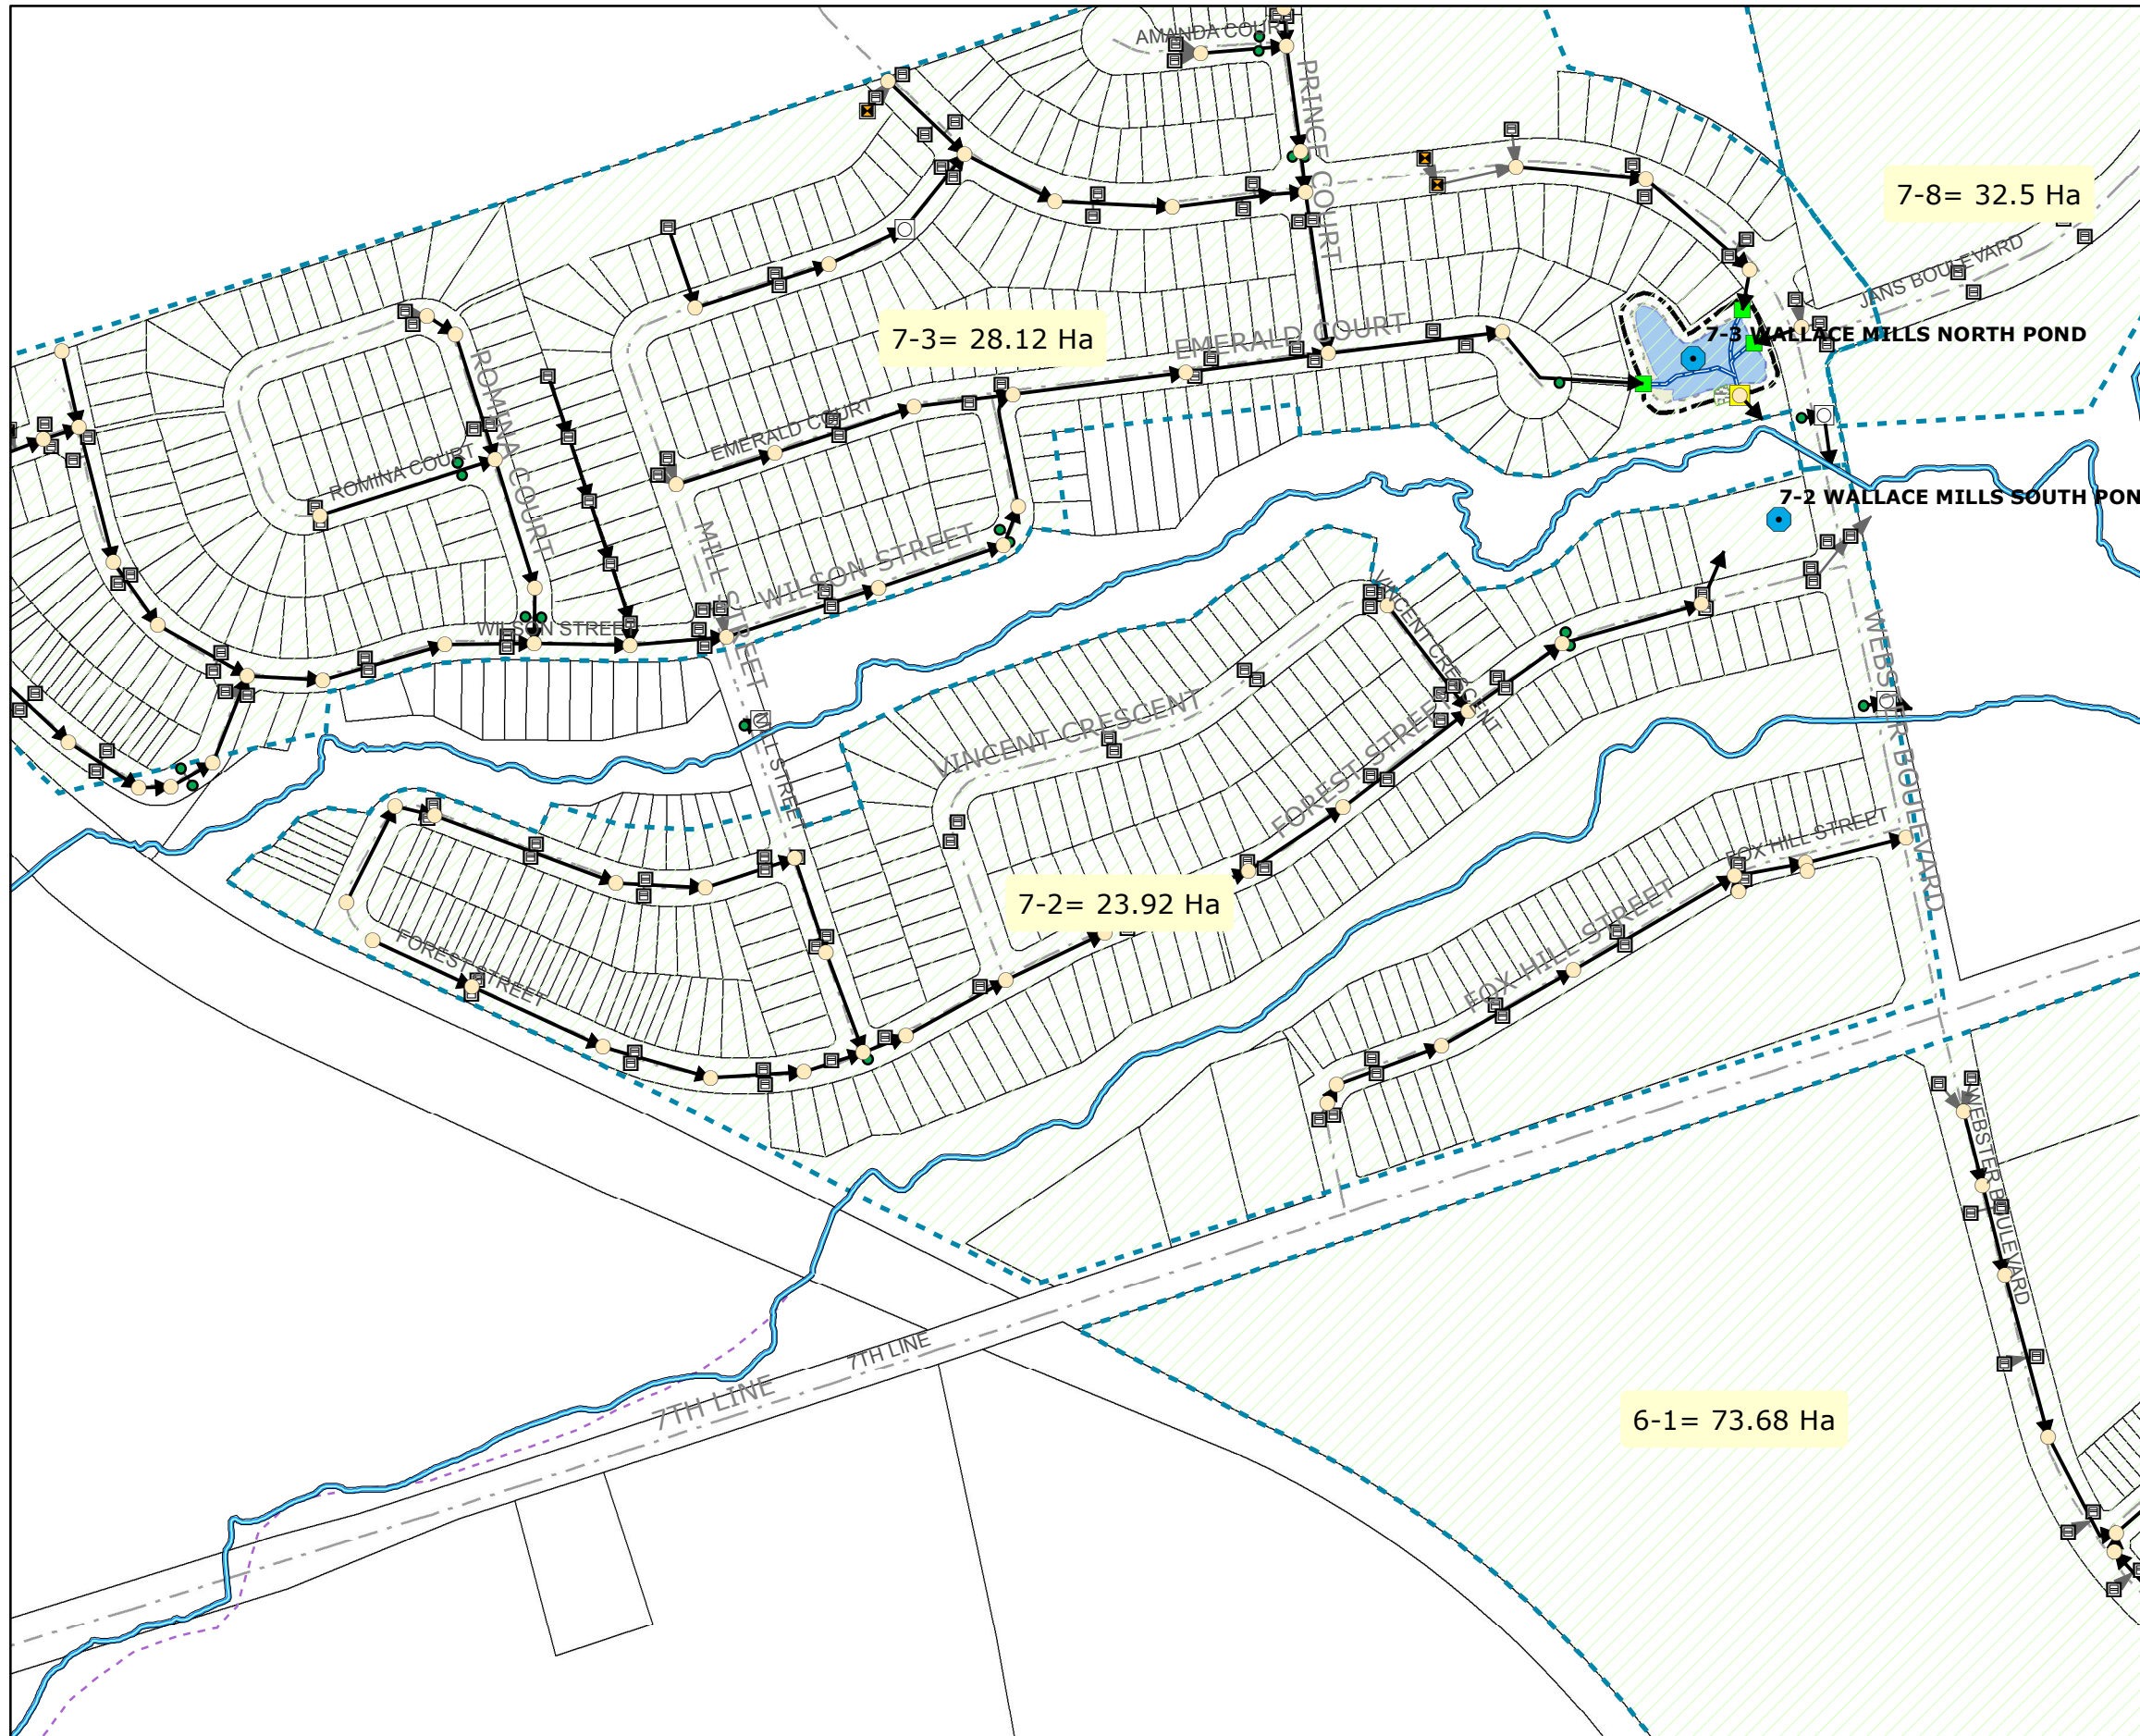 AMANDA COURT
PRINCE COURT
7-8= 32.5 Ha
JANS BOULEVARD
7-3 WALLACE MILLS NORTH POND
7-3= 28.12 Ha
EMERALD COURT
EMERALD COURT
ROMINA COURT
ROMINA COURT
7-2 WALLACE MILLS SOUTH PON
MILL STREET
WILSON STREET
WILSON STREET
MILL STREET
VINCENT CRESCENT
VINCENT CRESCENT
FOREST STREET
WEBSTER BOULEVARD
FOX HILL STREET
FOX HILL STREET
7-2= 23.92 Ha
FOREST STREET
WEBSTER BOULEVARD
7TH LINE
7TH LINE
6-1= 73.68 Ha